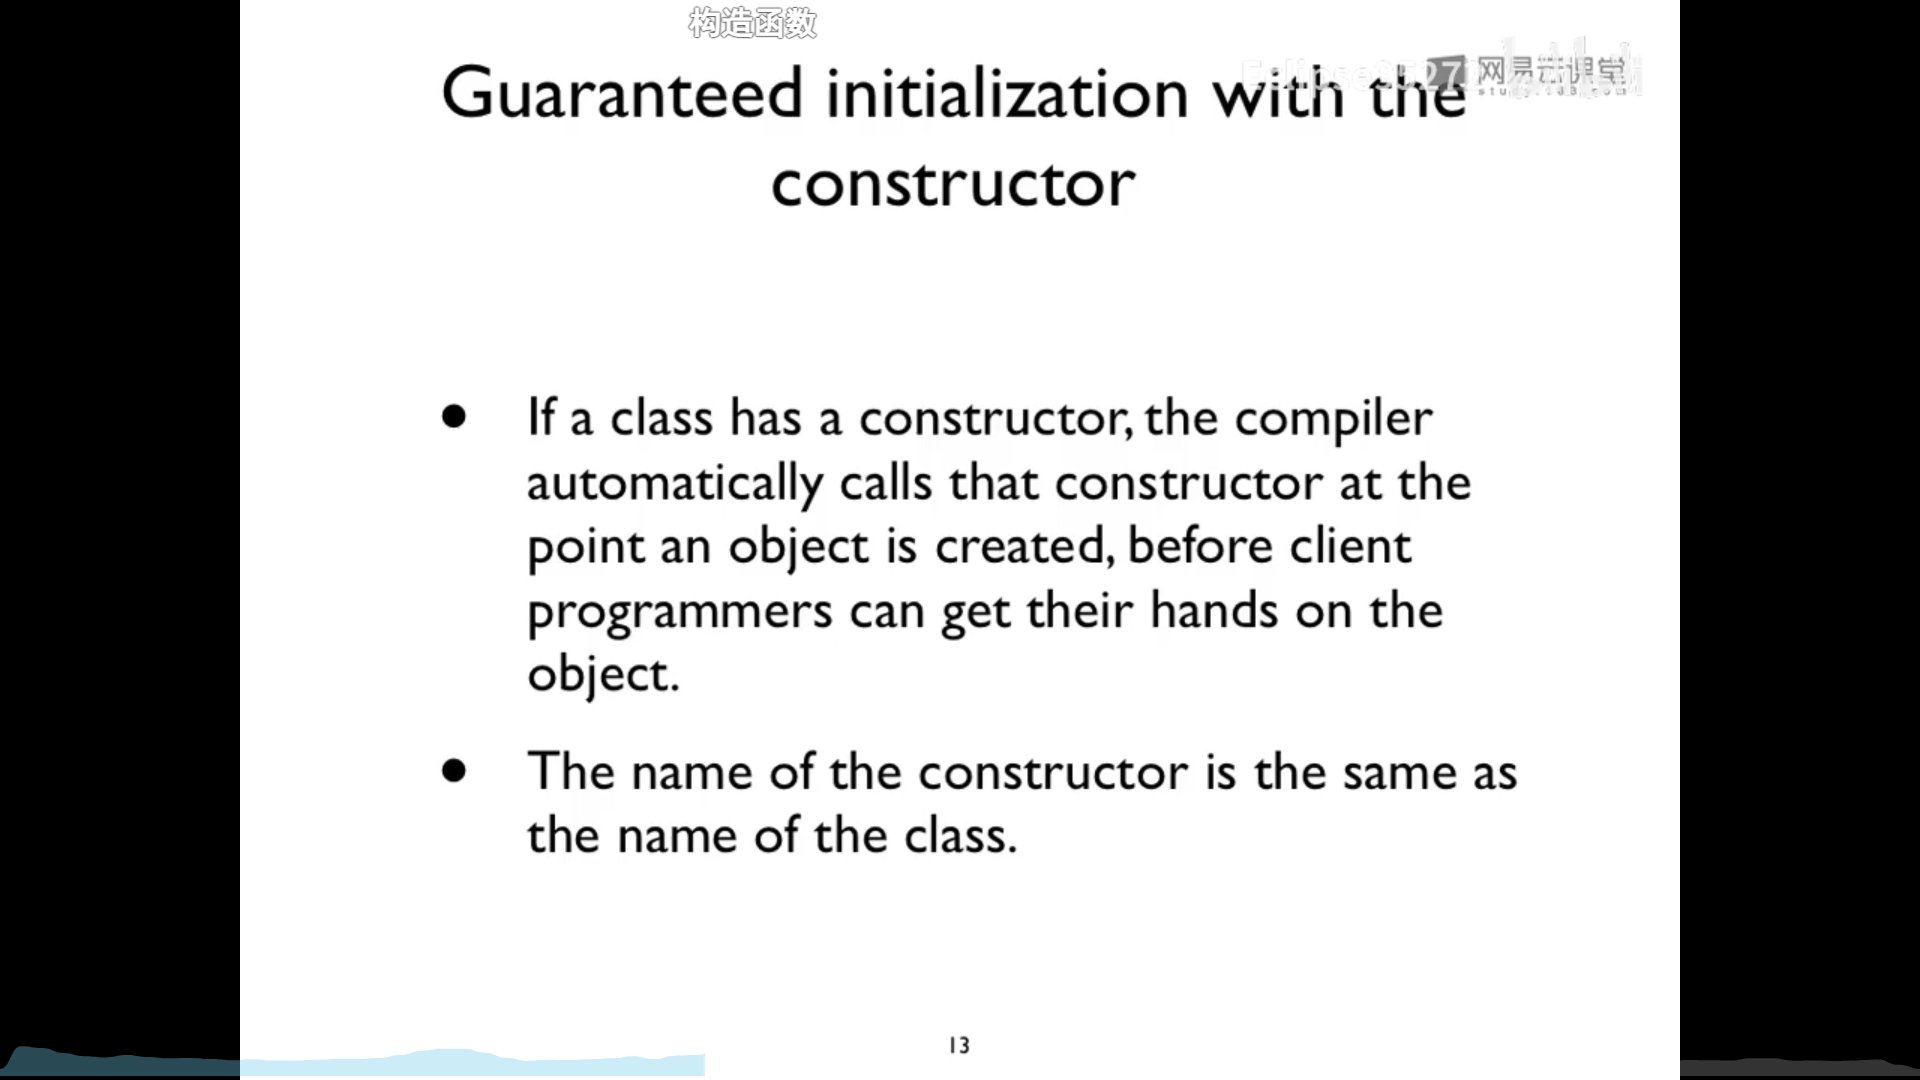 构造函数
Guaranteed initialization with the
constructor
网易云课堂
• If a class has a constructor, the compiler
automatically calls that constructor at the
point an object is created, before client
programmers can get their hands on the
object.
• The name of the constructor is the same as
the name of the class.
13